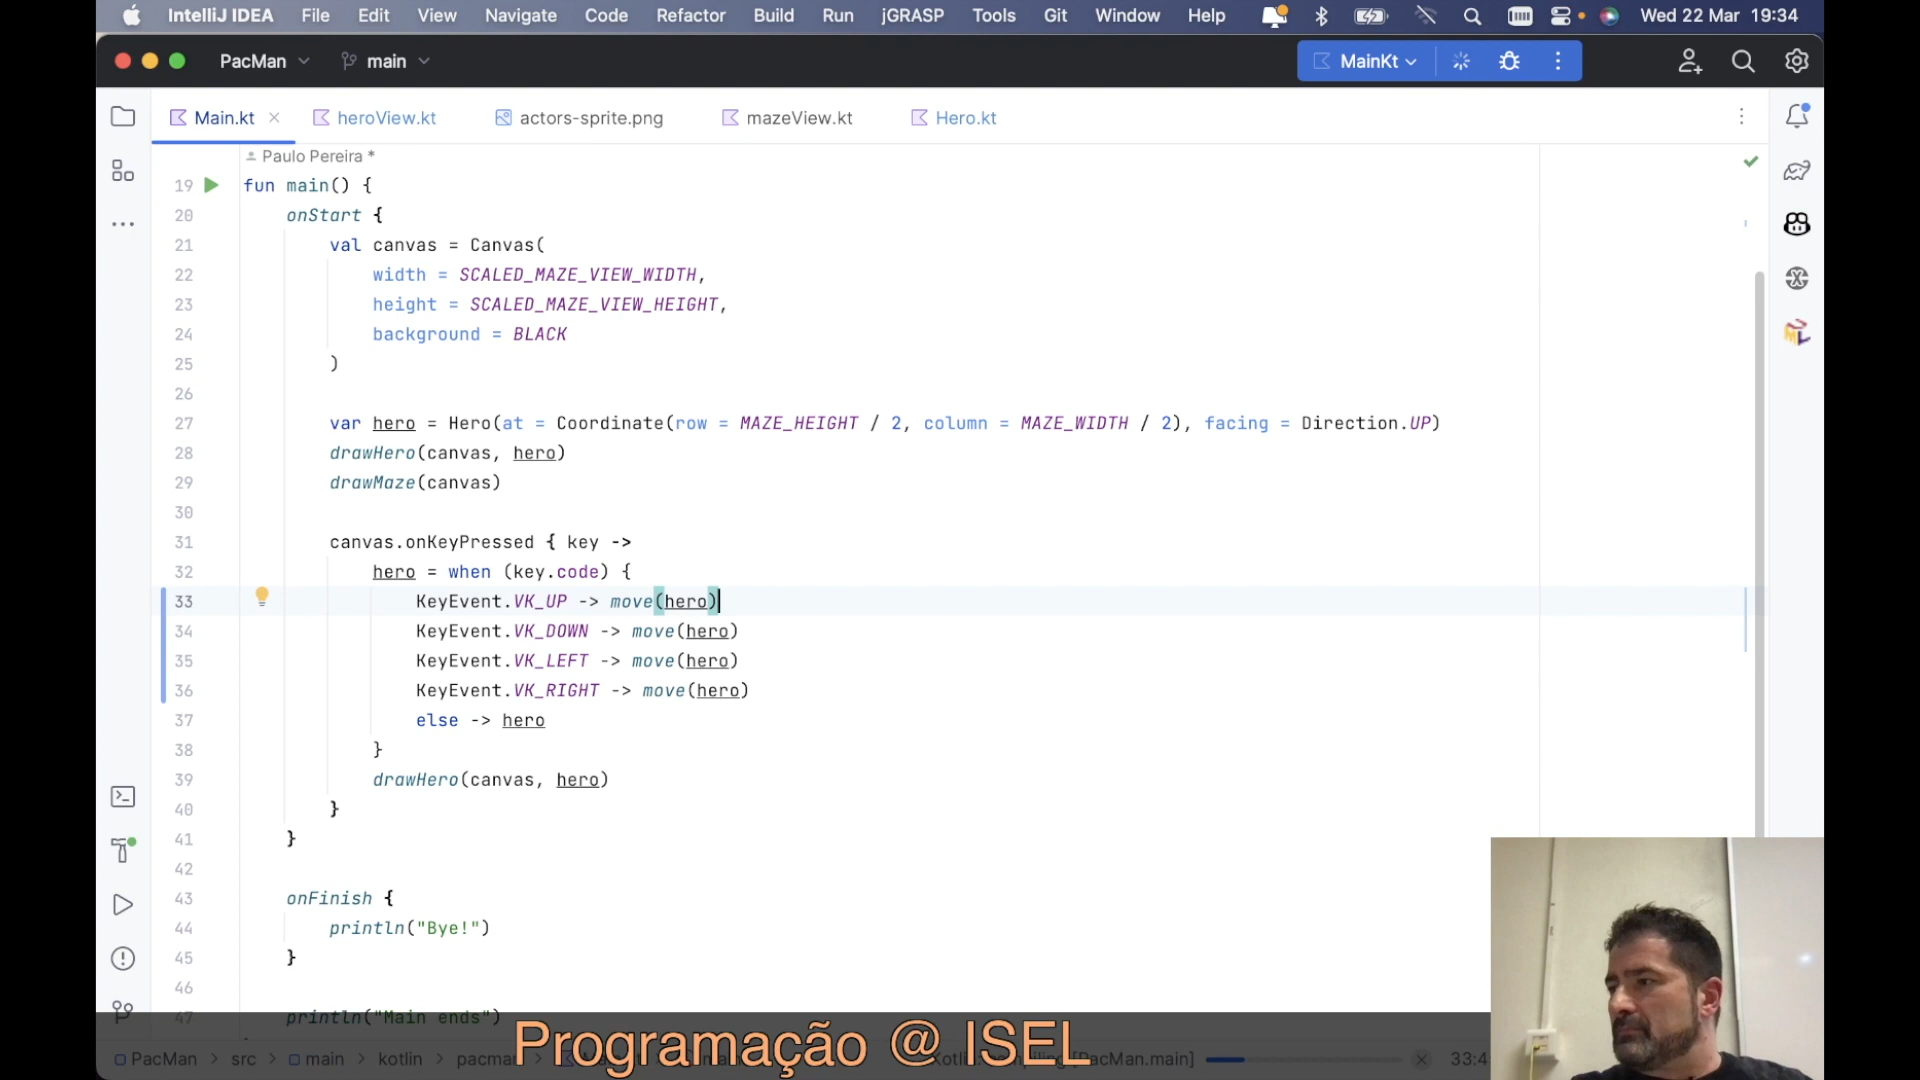 IntelliJ IDEA File Edit View Navigate Code Refactor Build Run jGRASP Tools Git Window Help Wed 22 Mar 19:34
PacMan main MainKt
Main.kt heroView.kt actors-sprite.png mazeView.kt Hero.kt
Paulo Pereira *
19 fun main() {
20 onStart {
21 val canvas = Canvas(
22 width = SCALED_MAZE_VIEW_WIDTH,
23 height = SCALED_MAZE_VIEW_HEIGHT,
24 background = BLACK
25 )
26
27 var hero = Hero(at = Coordinate(row = MAZE_HEIGHT / 2, column = MAZE_WIDTH / 2), facing = Direction.UP)
28 drawHero(canvas, hero)
29 drawMaze(canvas)
30
31 canvas.onKeyPressed { key ->
32 hero = when (key.code) {
33 KeyEvent.VK_UP -> move(hero)
34 KeyEvent.VK_DOWN -> move(hero)
35 KeyEvent.VK_LEFT -> move(hero)
36 KeyEvent.VK_RIGHT -> move(hero)
37 else -> hero
38 }
39 drawHero(canvas, hero)
40 }
41 }
42
43 onFinish {
44 println("Bye!")
45 }
46
47 println("Main ends")
Programação @ ISEL
PacMan > src > main > kotlin > pacman [PacMan.main]